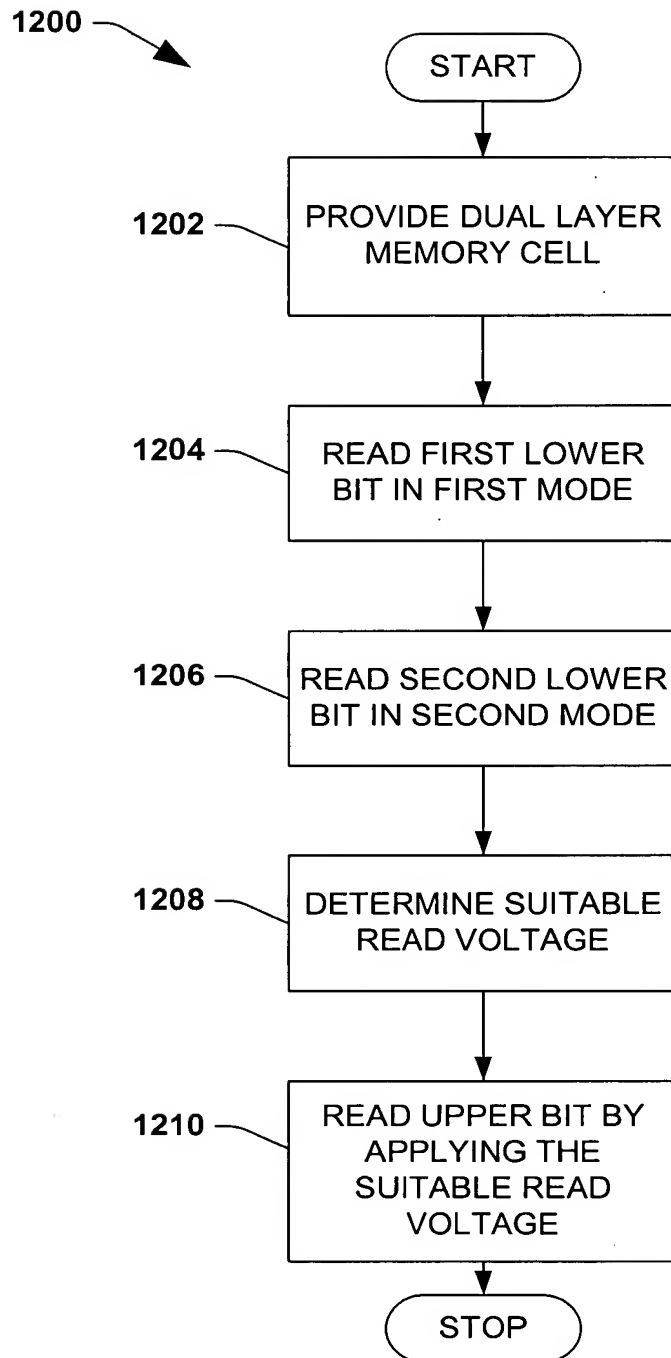 1200
START
1202
PROVIDE DUAL LAYER
MEMORY CELL
1204
READ FIRST LOWER
BIT IN FIRST MODE
1206
READ SECOND LOWER
BIT IN SECOND MODE
1208
DETERMINE SUITABLE
READ VOLTAGE
1210
READ UPPER BIT BY
APPLYING THE
SUITABLE READ
VOLTAGE
STOP